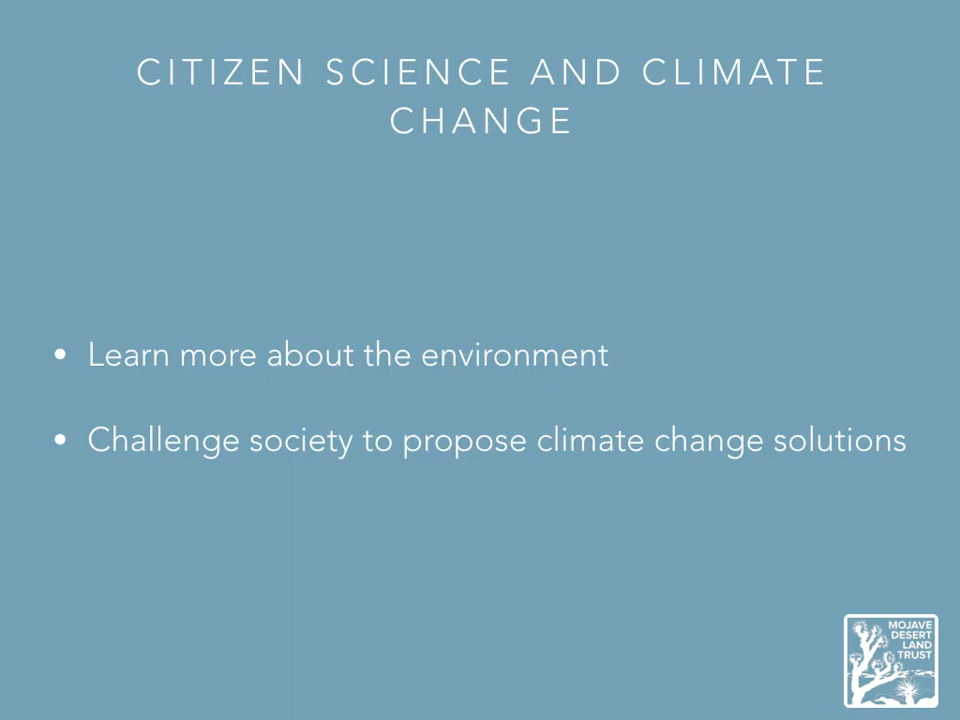 CITIZEN SCIENCE AND CLIMATE
CHANGE
• Learn more about the environment
• Challenge society to propose climate change solutions
MOJAVE
DESERT
LAND
TRUST